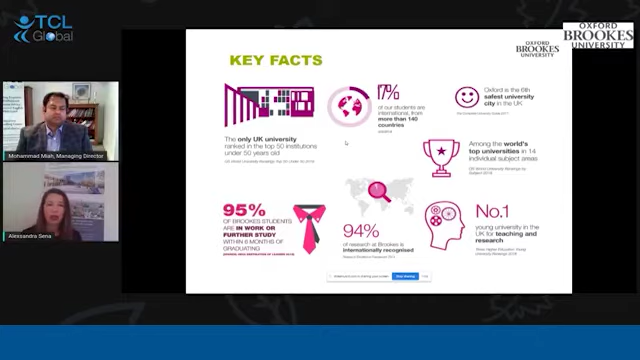 TCL
Global
OXFORD
BROOKES
UNIVERSITY
OXFORD
BROOKES
UNIVERSITY
KEY FACTS
17%
of our students are
international, from
more than 140
countries
Oxford is the 6th
safest university
city in the UK
The only UK university
ranked in the top 50 institutions
under 50 years old
Among the world's
top universities in 14
individual subject areas
Mohammad Miah, Managing Director
95%
OF BROOKES STUDENTS
ARE IN WORK OR
FURTHER STUDY
WITHIN 6 MONTHS OF
GRADUATING
94%
of research at Brookes is
internationally recognised
No.1
young university in the
UK for teaching and
research
Alexsandra Sena
Stop sharing